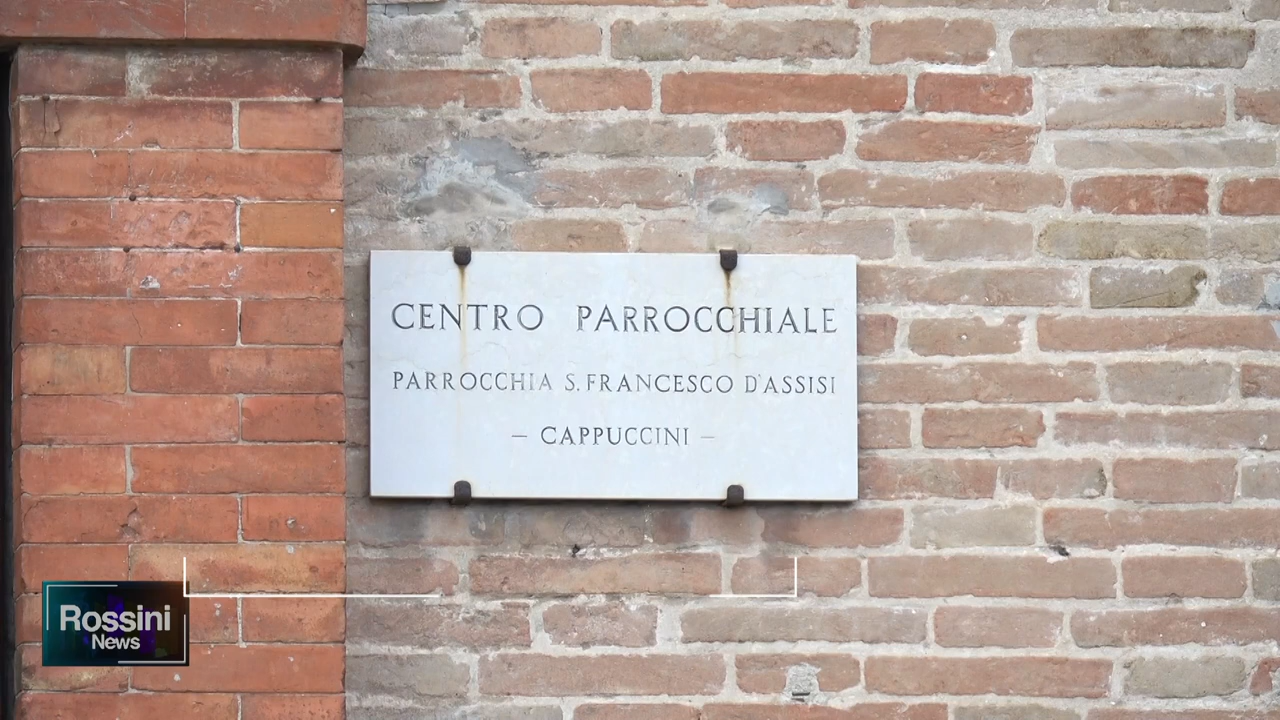 CENTRO PARROCCHIALE
PARROCCHIA S. FRANCESCO D'ASSISI
— CAPPUCCINI —
Rossini
News